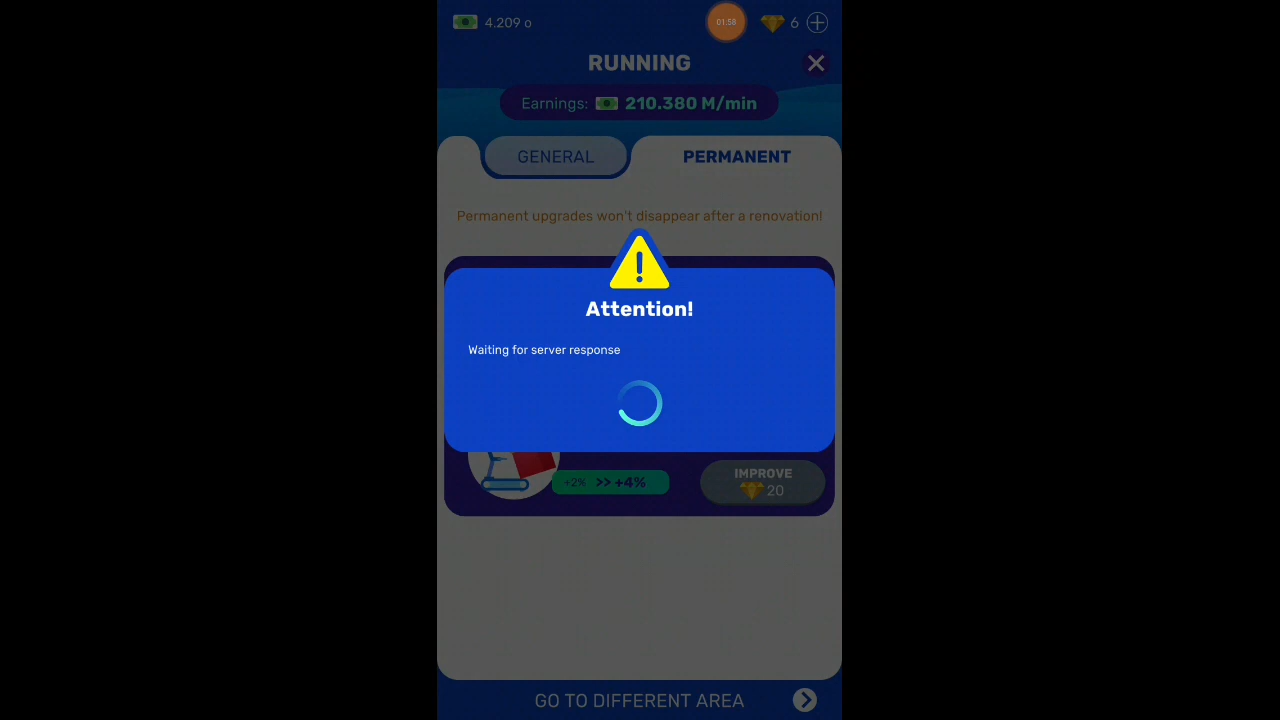 4.209 o
01:58
6
RUNNING
Earnings: 210.380 M/min
GENERAL
PERMANENT
Permanent upgrades won't disappear after a renovation!
Attention!
Waiting for server response
+2% >> +4%
IMPROVE
20
GO TO DIFFERENT AREA